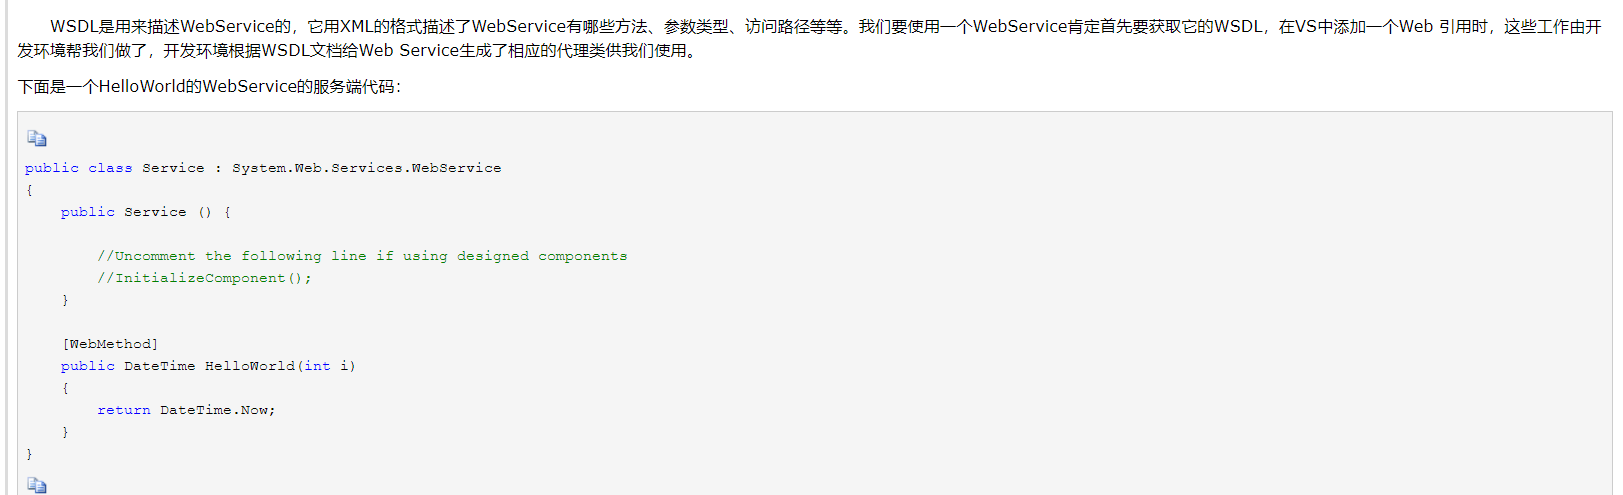 WSDL是用来描述WebService的，它用XML的格式描述了WebService有哪些方法、参数类型、访问路径等等。我们要使用一个WebService肯定首先要获取它的WSDL，在VS中添加一个Web 引用时，这些工作由开
发环境帮我们做了，开发环境根据WSDL文档给Web Service生成了相应的代理类供我们使用。
下面是一个HelloWorld的WebService的服务端代码：
public class Service : System.Web.Services.WebService
{
    public Service () {
        //Uncomment the following line if using designed components
        //InitializeComponent();
    }
    [WebMethod]
    public DateTime HelloWorld(int i)
    {
        return DateTime.Now;
    }
}